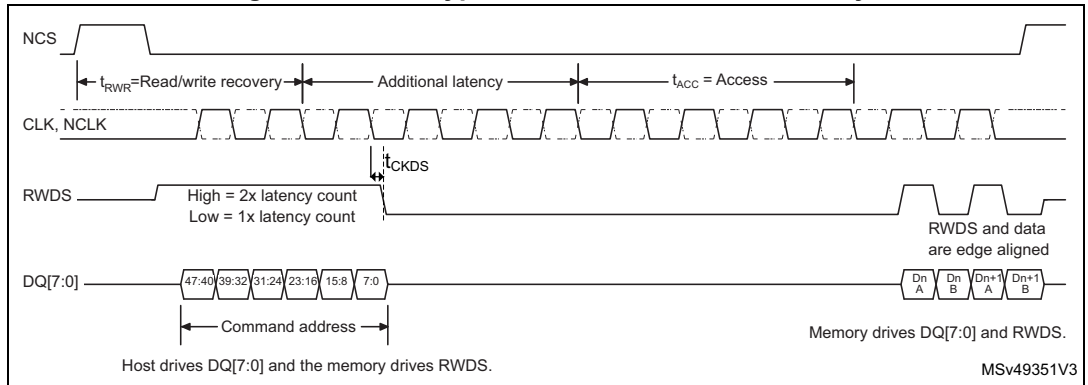 NCS
t_RWR=Read/write recovery
Additional latency
t_ACC = Access
CLK, NCLK
t_CKDS
RWDS
High = 2x latency count
Low = 1x latency count
RWDS and data
are edge aligned
DQ[7:0]
47:40 39:32 31:24 23:16 15:8 7:0
Dn A Dn B Dn+1 A Dn+1 B
Command address
Memory drives DQ[7:0] and RWDS.
Host drives DQ[7:0] and the memory drives RWDS.
MSv49351V3